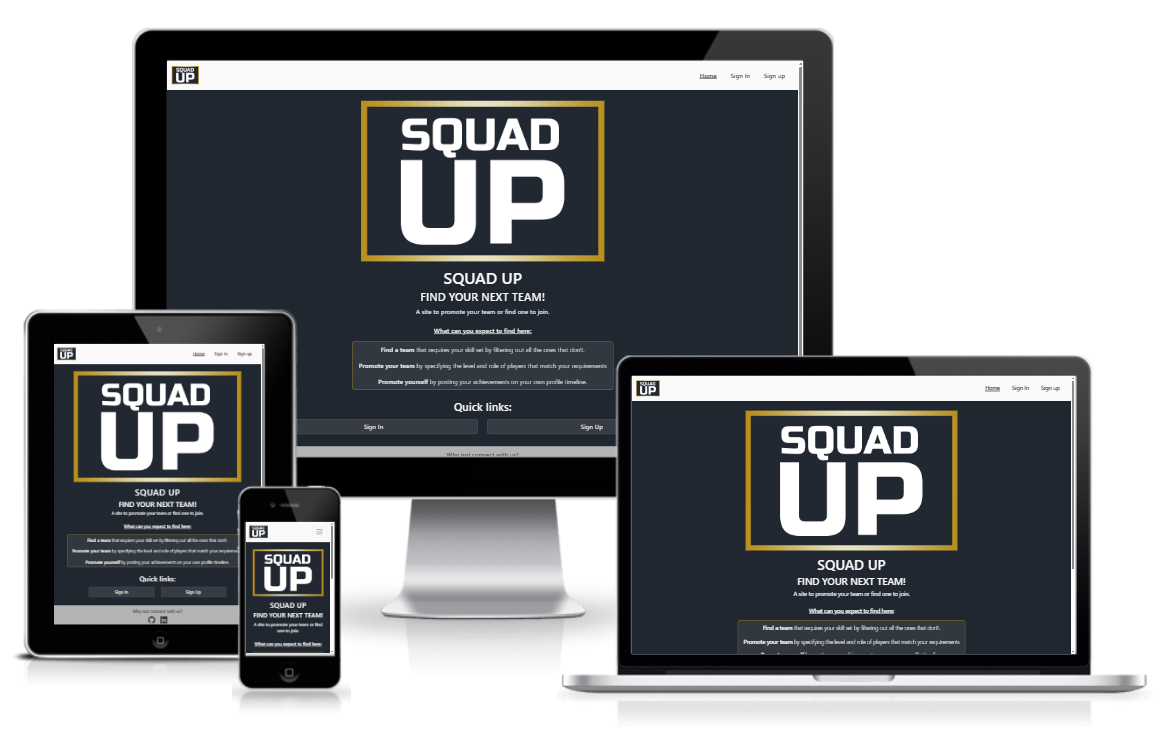 SQUAD
UP
Home Sign In Sign up
SQUAD
UP
SQUAD UP
FIND YOUR NEXT TEAM!
A site to promote your team or find one to join.
What can you expect to find here:
Find a team that requires your skill set by filtering out all the ones that don't.
Promote your team by specifying the level and role of players that match your requirements
Promote yourself by posting your achievements on your own profile timeline.
Quick links:
Sign In Sign Up
Why not connect with us?
SQUAD
UP
Home Sign In Sign up
SQUAD
UP
SQUAD UP
FIND YOUR NEXT TEAM!
A site to promote your team or find one to join.
What can you expect to find here:
Find a team that requires your skill set by filtering out all the ones that don't.
Promote your team by specifying the level and role of players that match your
Promote yourself by posting your achievements on your own profile timeline.
Quick links:
Sign In Sign Up
Why not connect with us?
SQUAD
UP
SQUAD
UP
SQUAD UP
FIND YOUR NEXT TEAM!
A site to promote your team or find
one to join.
What can you expect to find here:
SQUAD
UP
Home Sign In Sign up
SQUAD
UP
SQUAD UP
FIND YOUR NEXT TEAM!
A site to promote your team or find one to join.
What can you expect to find here:
Find a team that requires your skill set by filtering out all the ones that don't.
Promote your team by specifying the level and role of players that match your requirements